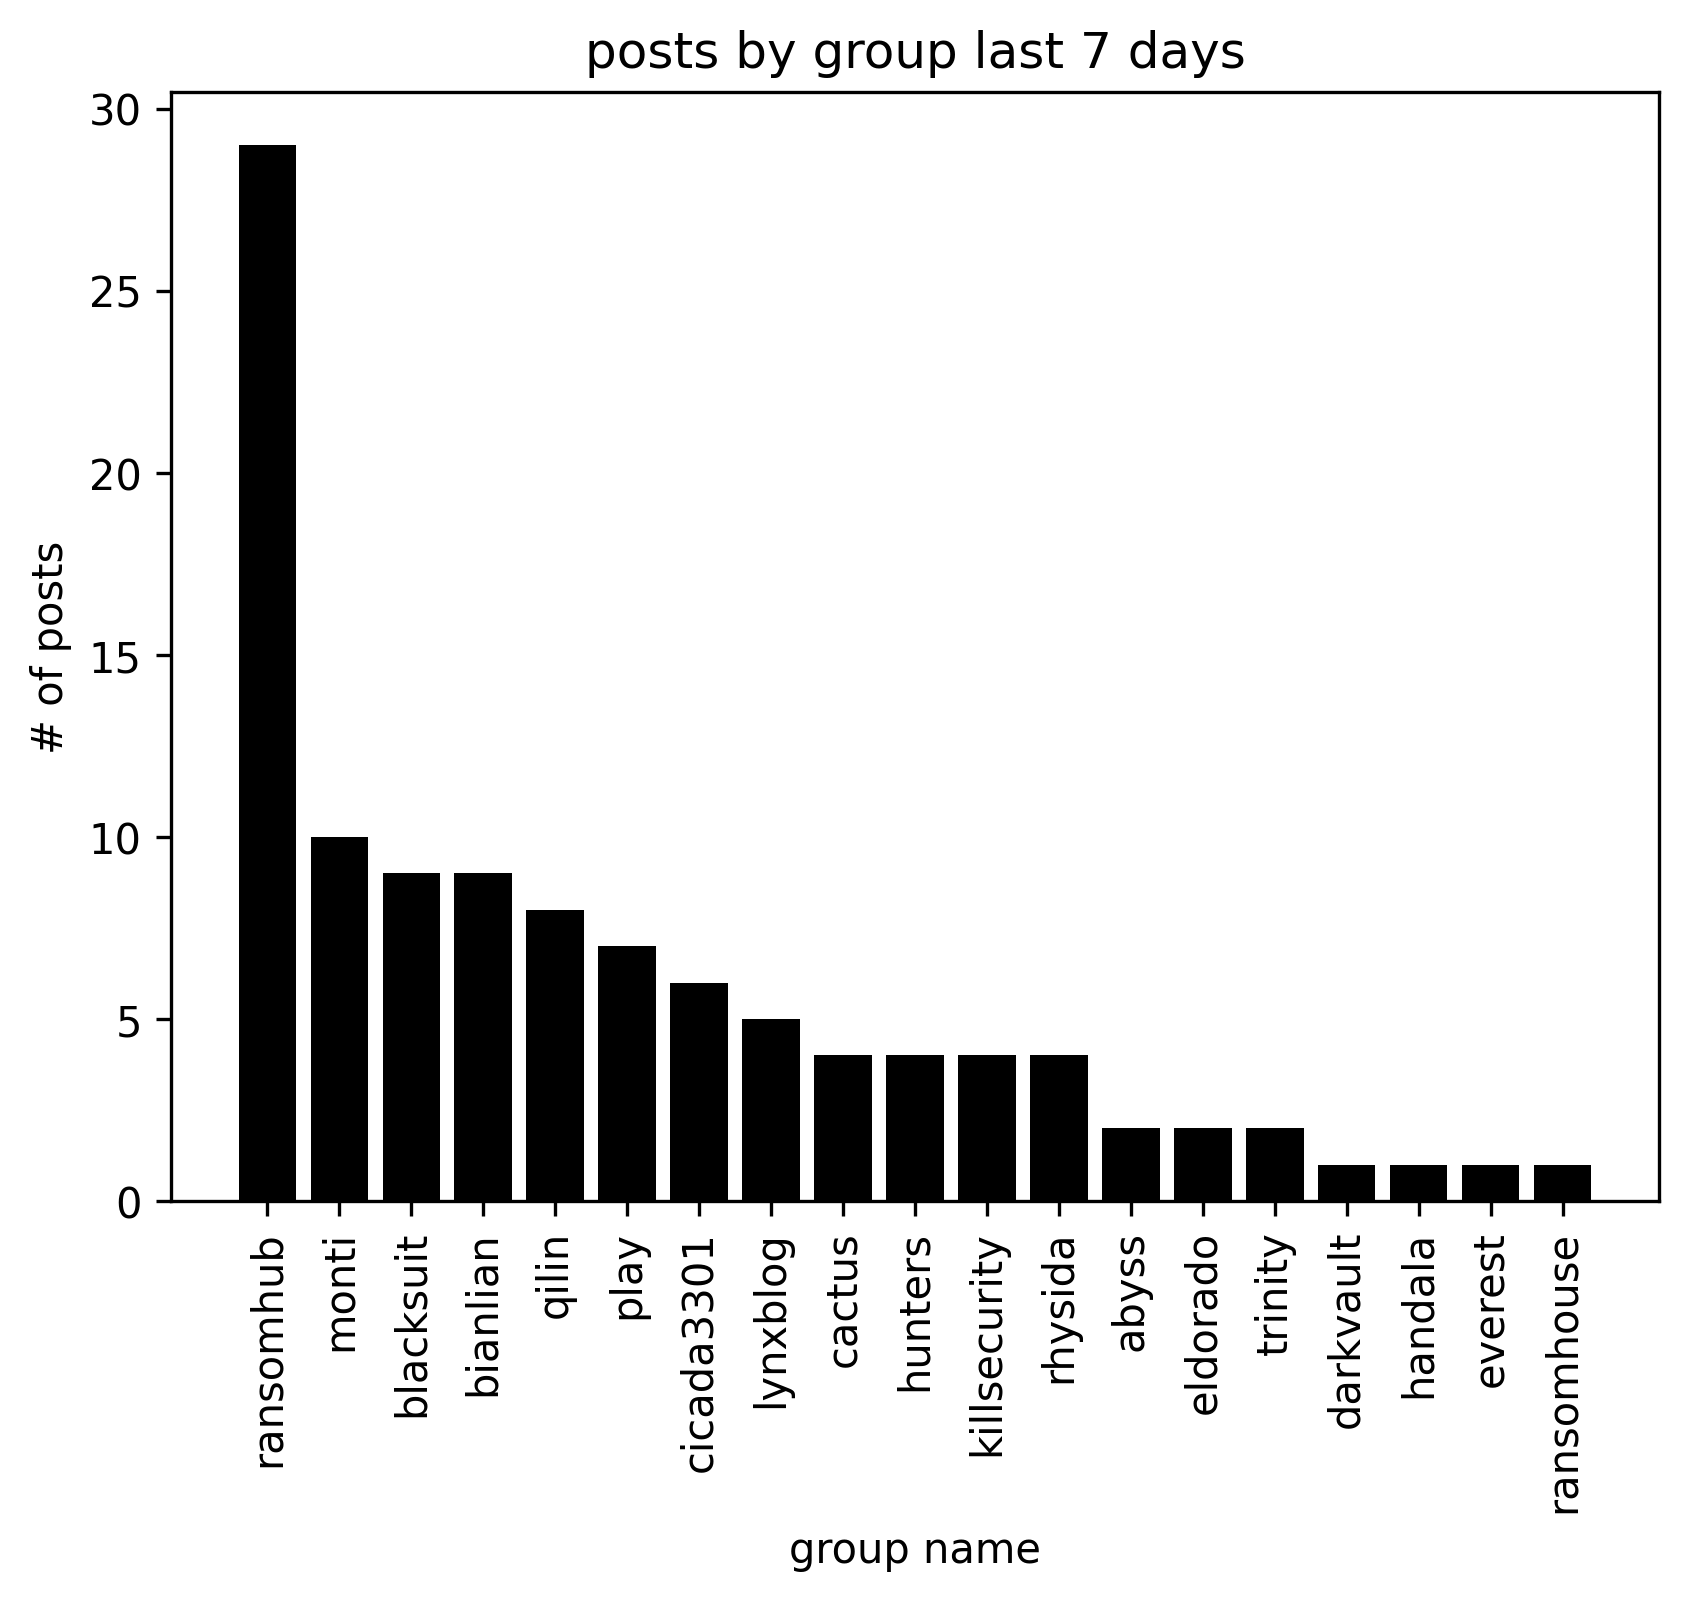 posts by group last 7 days
# of posts
30
25
20
15
10
5
0
ransomhub
monti
blacksuit
bianlian
qilin
play
cicada3301
lynxblog
cactus
hunters
killsecurity
rhysida
abyss
eldorado
trinity
darkvault
handala
everest
ransomhouse
group name